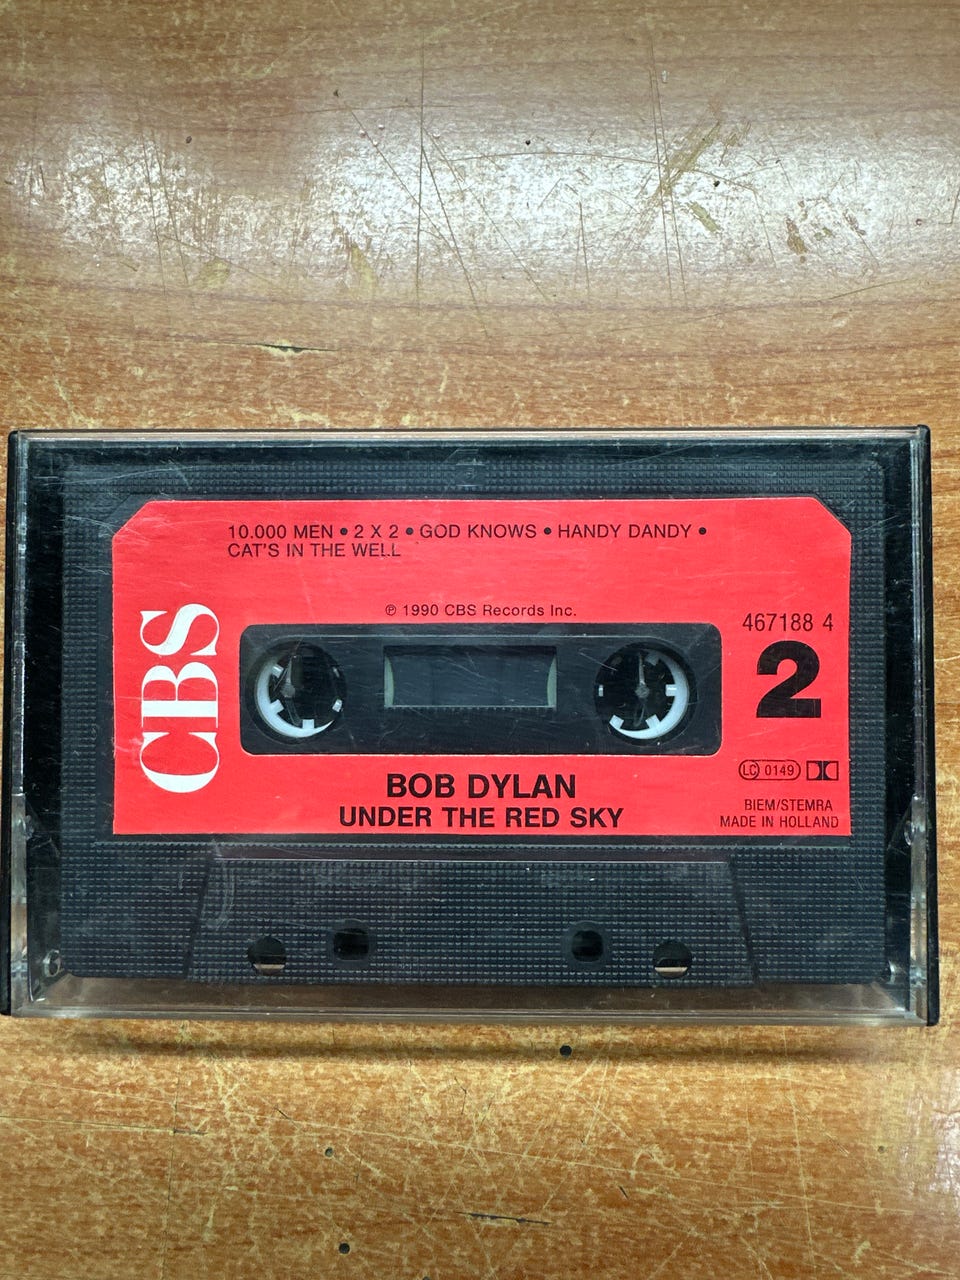 10.000 MEN • 2 X 2 • GOD KNOWS • HANDY DANDY •
CAT'S IN THE WELL
℗ 1990 CBS Records Inc.
467188 4
2
CBS
LC 0149
BOB DYLAN
UNDER THE RED SKY
BIEM/STEMRA
MADE IN HOLLAND